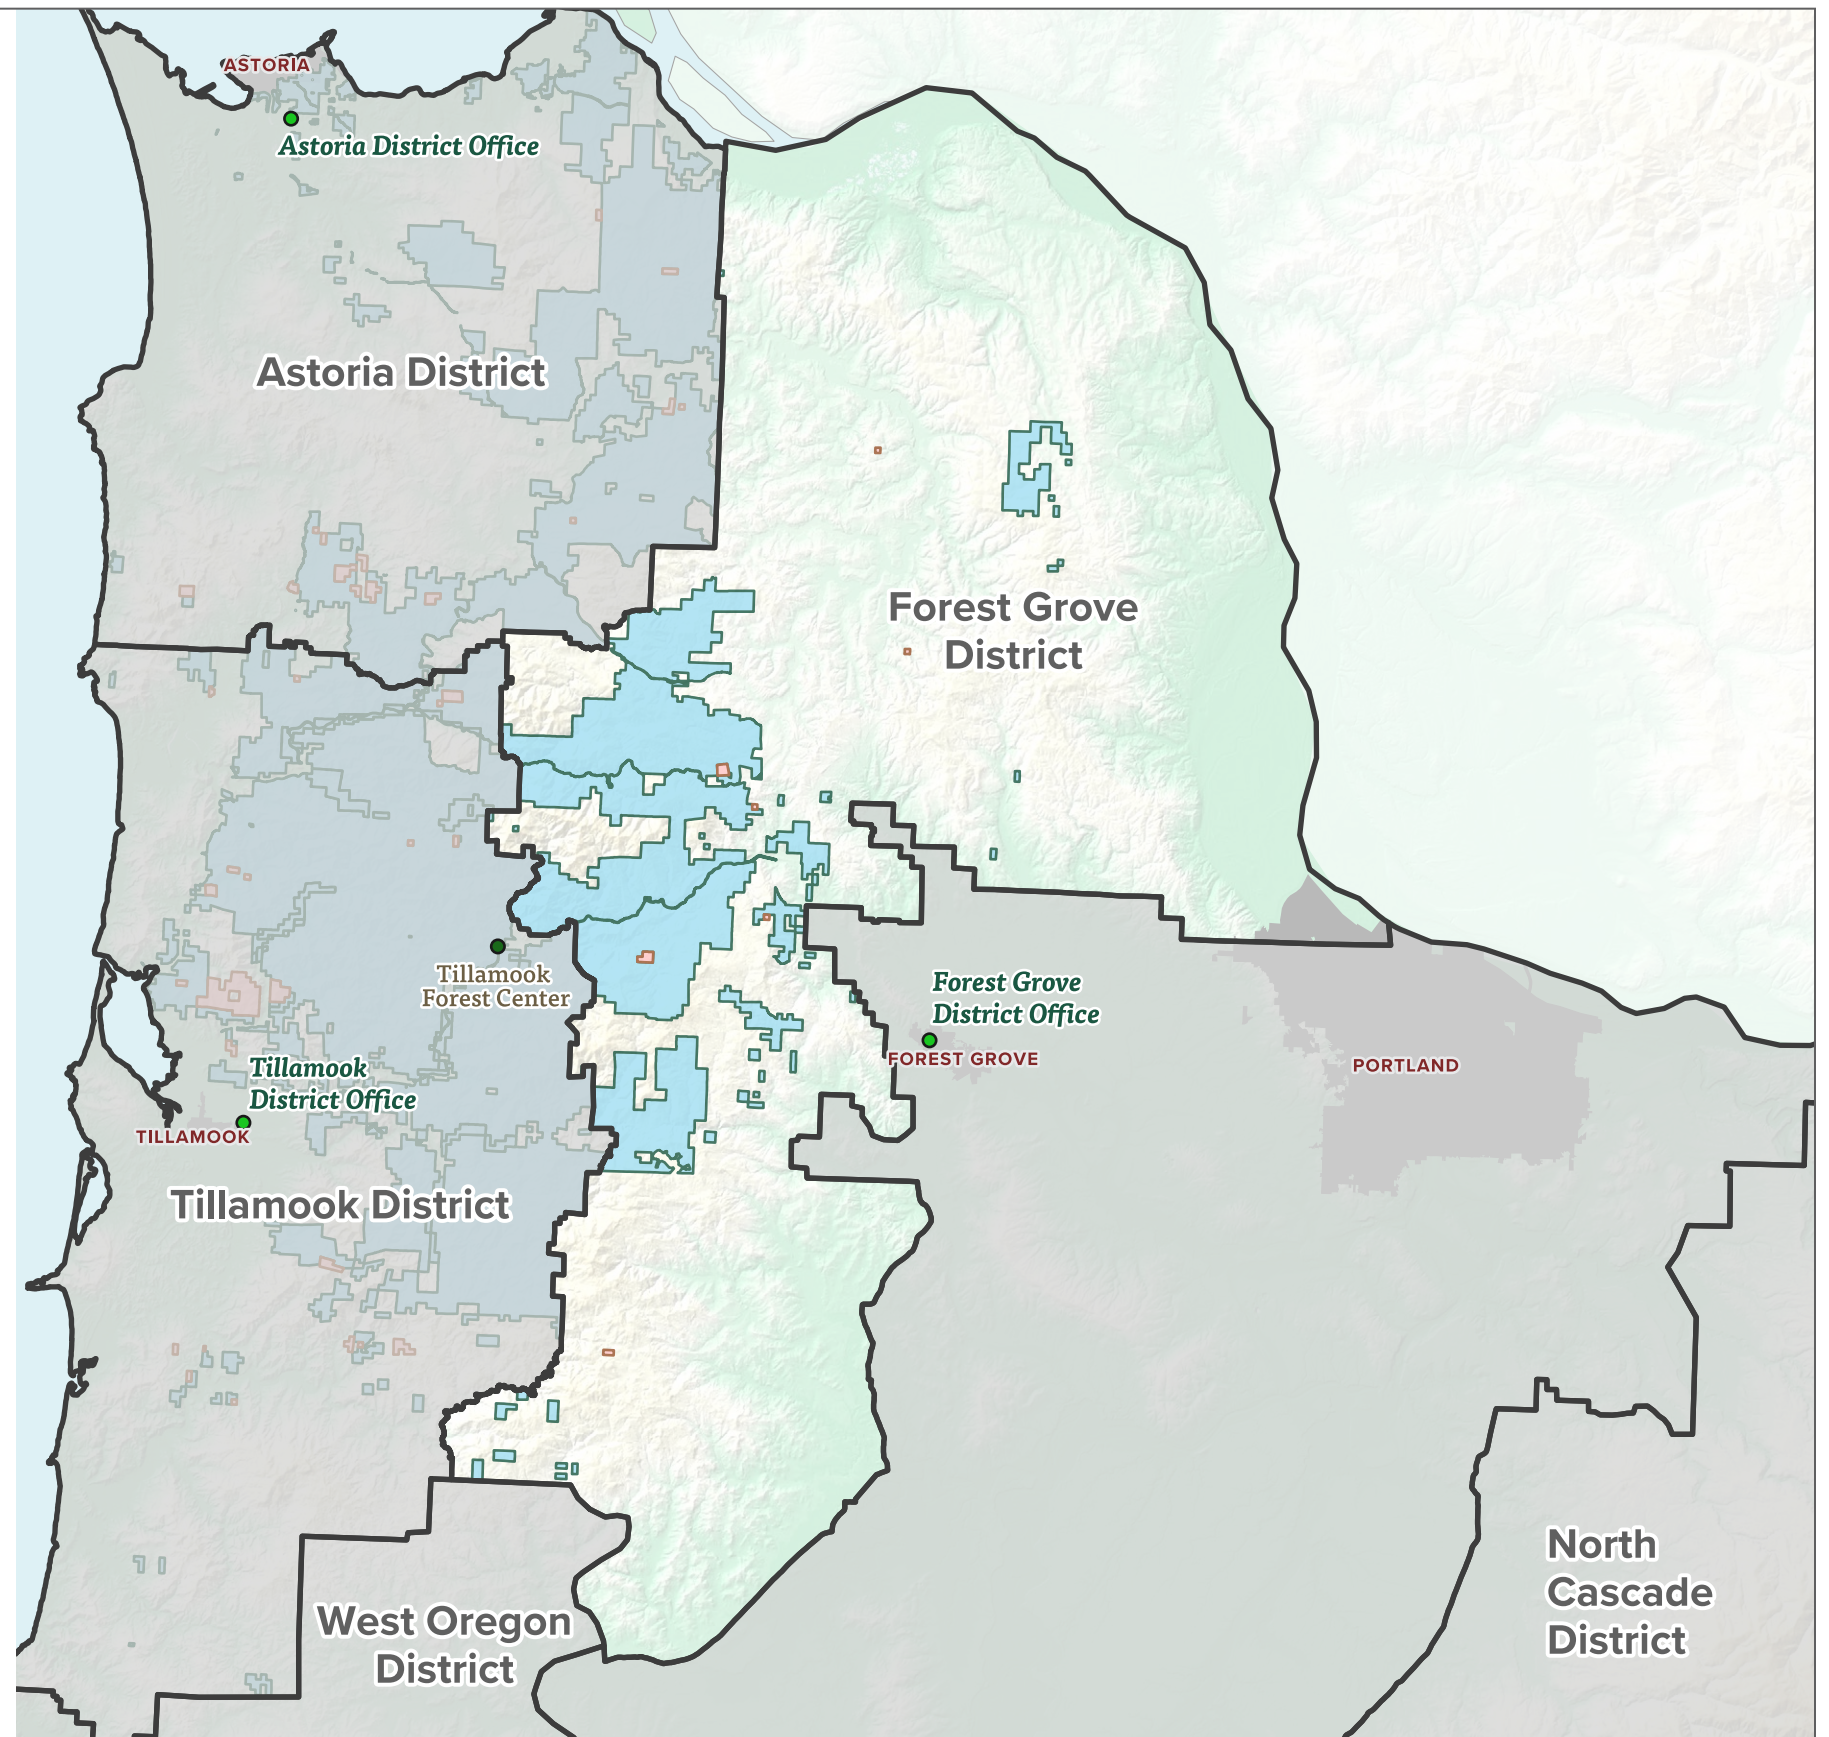 ASTORIA
Astoria District Office
Astoria District
Forest Grove
District
Tillamook
Forest Center
Forest Grove
District Office
FOREST GROVE
PORTLAND
Tillamook
District Office
TILLAMOOK
Tillamook District
North
Cascade
District
West Oregon
District